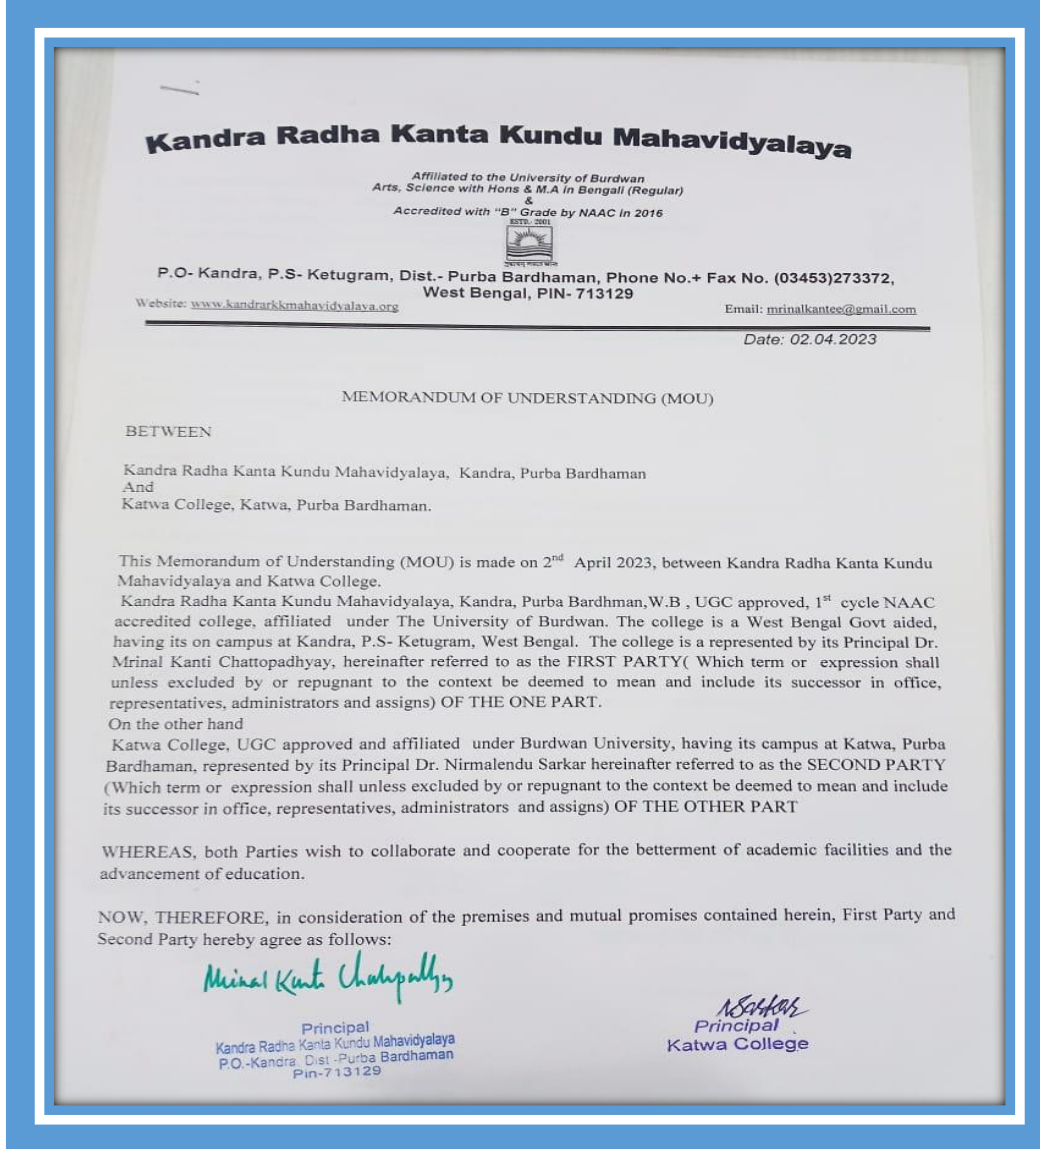 Kandra Radha Kanta Kundu Mahavidyalaya
Affiliated to the University of Burdwan
Arts, Science with Hons & M.A in Bengali (Regular)
&
Accredited with "B" Grade by NAAC in 2016
ESTD.- 2001
P.O- Kandra, P.S- Ketugram, Dist.- Purba Bardhaman, Phone No.+ Fax No. (03453)273372,
West Bengal, PIN- 713129
Website: www.kandrarkkmahavidyalaya.org Email: mrinalkantee@gmail.com
Date: 02.04.2023
MEMORANDUM OF UNDERSTANDING (MOU)
BETWEEN
Kandra Radha Kanta Kundu Mahavidyalaya, Kandra, Purba Bardhaman
And
Katwa College, Katwa, Purba Bardhaman.
This Memorandum of Understanding (MOU) is made on 2nd April 2023, between Kandra Radha Kanta Kundu
Mahavidyalaya and Katwa College.
Kandra Radha Kanta Kundu Mahavidyalaya, Kandra, Purba Bardhman,W.B , UGC approved, 1st cycle NAAC
accredited college, affiliated under The University of Burdwan. The college is a West Bengal Govt aided,
having its on campus at Kandra, P.S- Ketugram, West Bengal. The college is a represented by its Principal Dr.
Mrinal Kanti Chattopadhyay, hereinafter referred to as the FIRST PARTY( Which term or expression shall
unless excluded by or repugnant to the context be deemed to mean and include its successor in office,
representatives, administrators and assigns) OF THE ONE PART.
On the other hand
Katwa College, UGC approved and affiliated under Burdwan University, having its campus at Katwa, Purba
Bardhaman, represented by its Principal Dr. Nirmalendu Sarkar hereinafter referred to as the SECOND PARTY
(Which term or expression shall unless excluded by or repugnant to the context be deemed to mean and include
its successor in office, representatives, administrators and assigns) OF THE OTHER PART
WHEREAS, both Parties wish to collaborate and cooperate for the betterment of academic facilities and the
advancement of education.
NOW, THEREFORE, in consideration of the premises and mutual promises contained herein, First Party and
Second Party hereby agree as follows:
Principal
Kandra Radha Kanta Kundu Mahavidyalaya
P.O.-Kandra, Dist.-Purba Bardhaman
Pin-713129
NSarkar
Principal
Katwa College